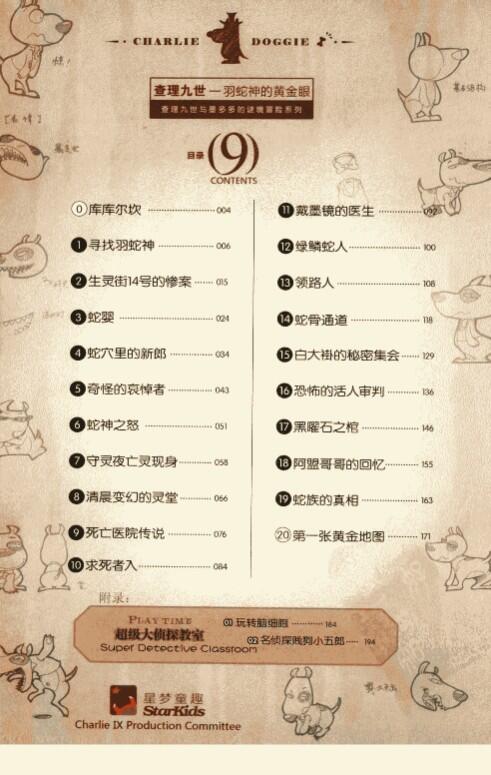 CHARLIE DOGGIE
查理九世 — 羽蛇神的黄金眼
查理九世与墨多多的谜境冒险系列
目录 (9)
CONTENTS
0 库库尔坎 004
1 寻找羽蛇神 006
2 生灵街14号的惨案 015
3 蛇婴 024
4 蛇穴里的新郎 034
5 奇怪的哀悼者 043
6 蛇神之怒 051
7 守灵夜亡灵现身 058
8 清晨变幻的灵堂 066
9 死亡医院传说 076
10 求死者入 084
11 戴墨镜的医生 092
12 绿鳞蛇人 100
13 领路人 108
14 蛇骨通道 118
15 白大褂的秘密集会 129
16 恐怖的活人审判 136
17 黑曜石之棺 146
18 阿盟哥哥的回忆 155
19 蛇族的真相 163
20 第一张黄金地图 171
附录:
PLAY TIME
超级大侦探教室
Super Detective Classroom
01 玩转脑细胞 184
02 名侦探贱狗小五郎 194
星梦童趣
StarKids
Charlie IX Production Committee